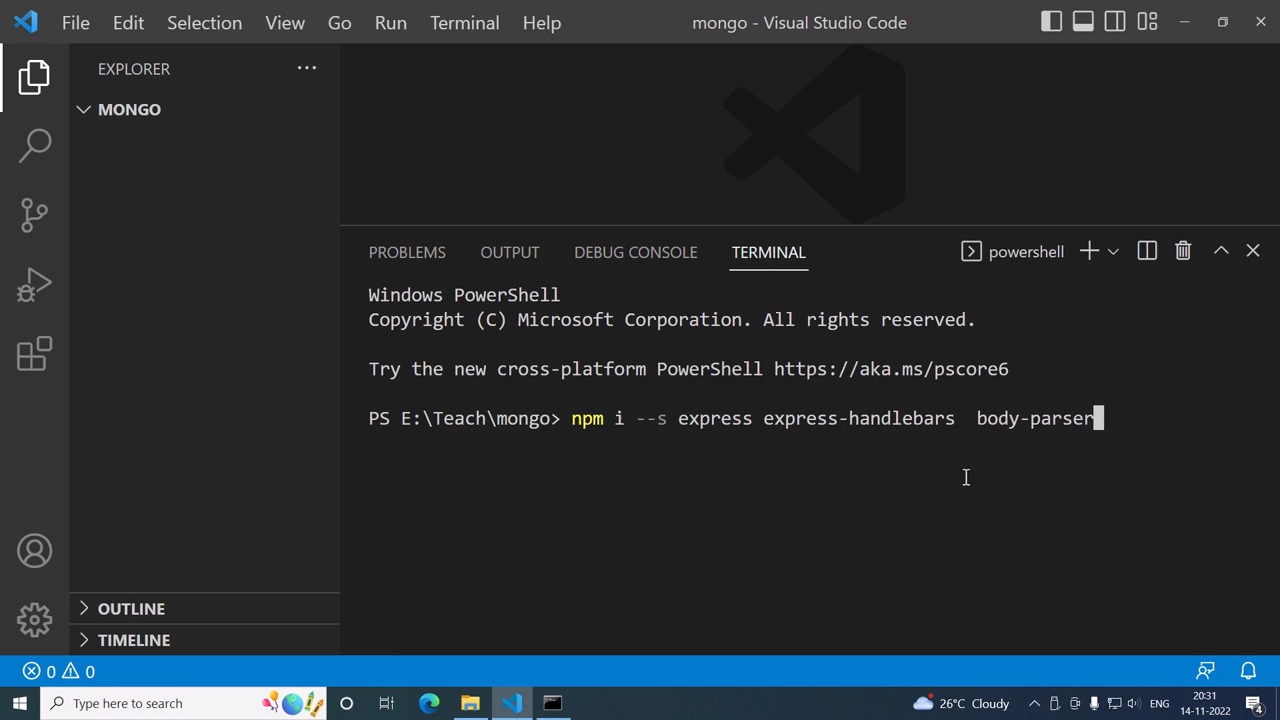 File Edit Selection View Go Run Terminal Help mongo - Visual Studio Code
EXPLORER
MONGO
PROBLEMS OUTPUT DEBUG CONSOLE TERMINAL powershell
Windows PowerShell
Copyright (C) Microsoft Corporation. All rights reserved.
Try the new cross-platform PowerShell https://aka.ms/pscore6
PS E:\Teach\mongo> npm i --s express express-handlebars  body-parser
OUTLINE
TIMELINE
0 0
Type here to search 26°C Cloudy ENG 20:31
14-11-2022 4